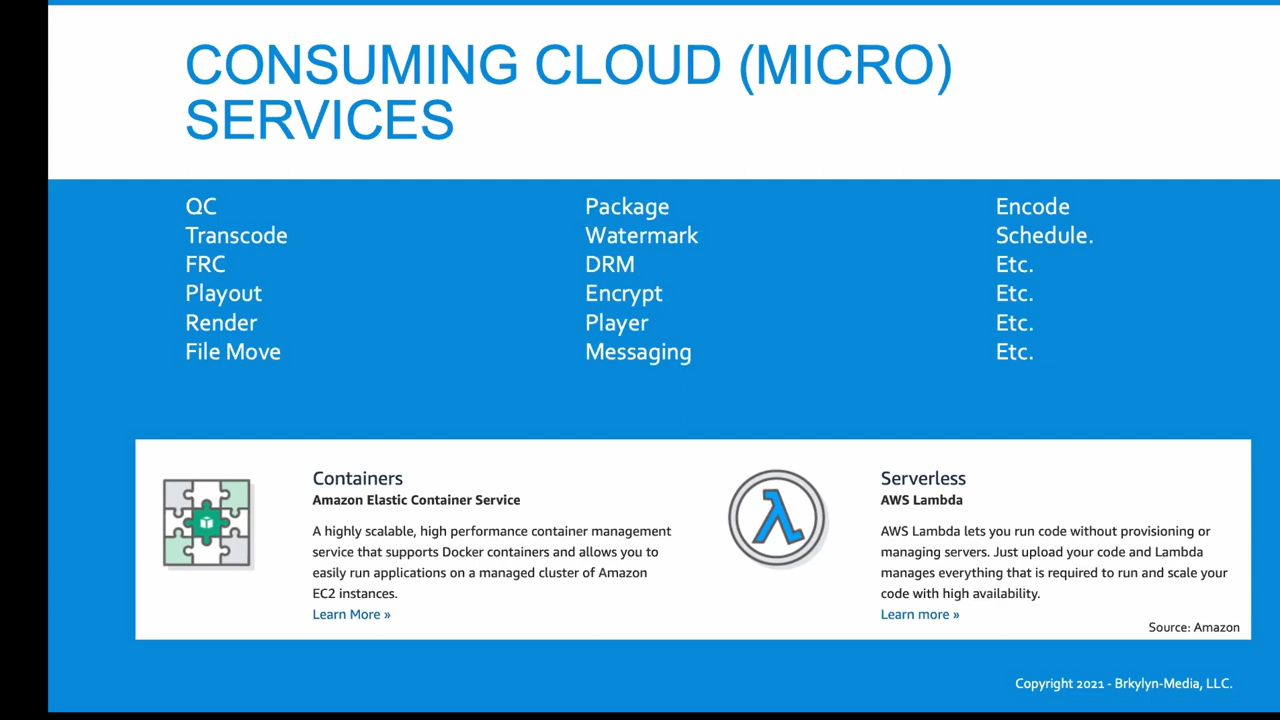 CONSUMING CLOUD (MICRO)
SERVICES
QC
Transcode
FRC
Playout
Render
File Move
Package
Watermark
DRM
Encrypt
Player
Messaging
Encode
Schedule.
Etc.
Etc.
Etc.
Etc.
Containers
Amazon Elastic Container Service
A highly scalable, high performance container management
service that supports Docker containers and allows you to
easily run applications on a managed cluster of Amazon
EC2 instances.
Learn More »
Serverless
AWS Lambda
AWS Lambda lets you run code without provisioning or
managing servers. Just upload your code and Lambda
manages everything that is required to run and scale your
code with high availability.
Learn more »
Source: Amazon
Copyright 2021 - Brkylyn-Media, LLC.